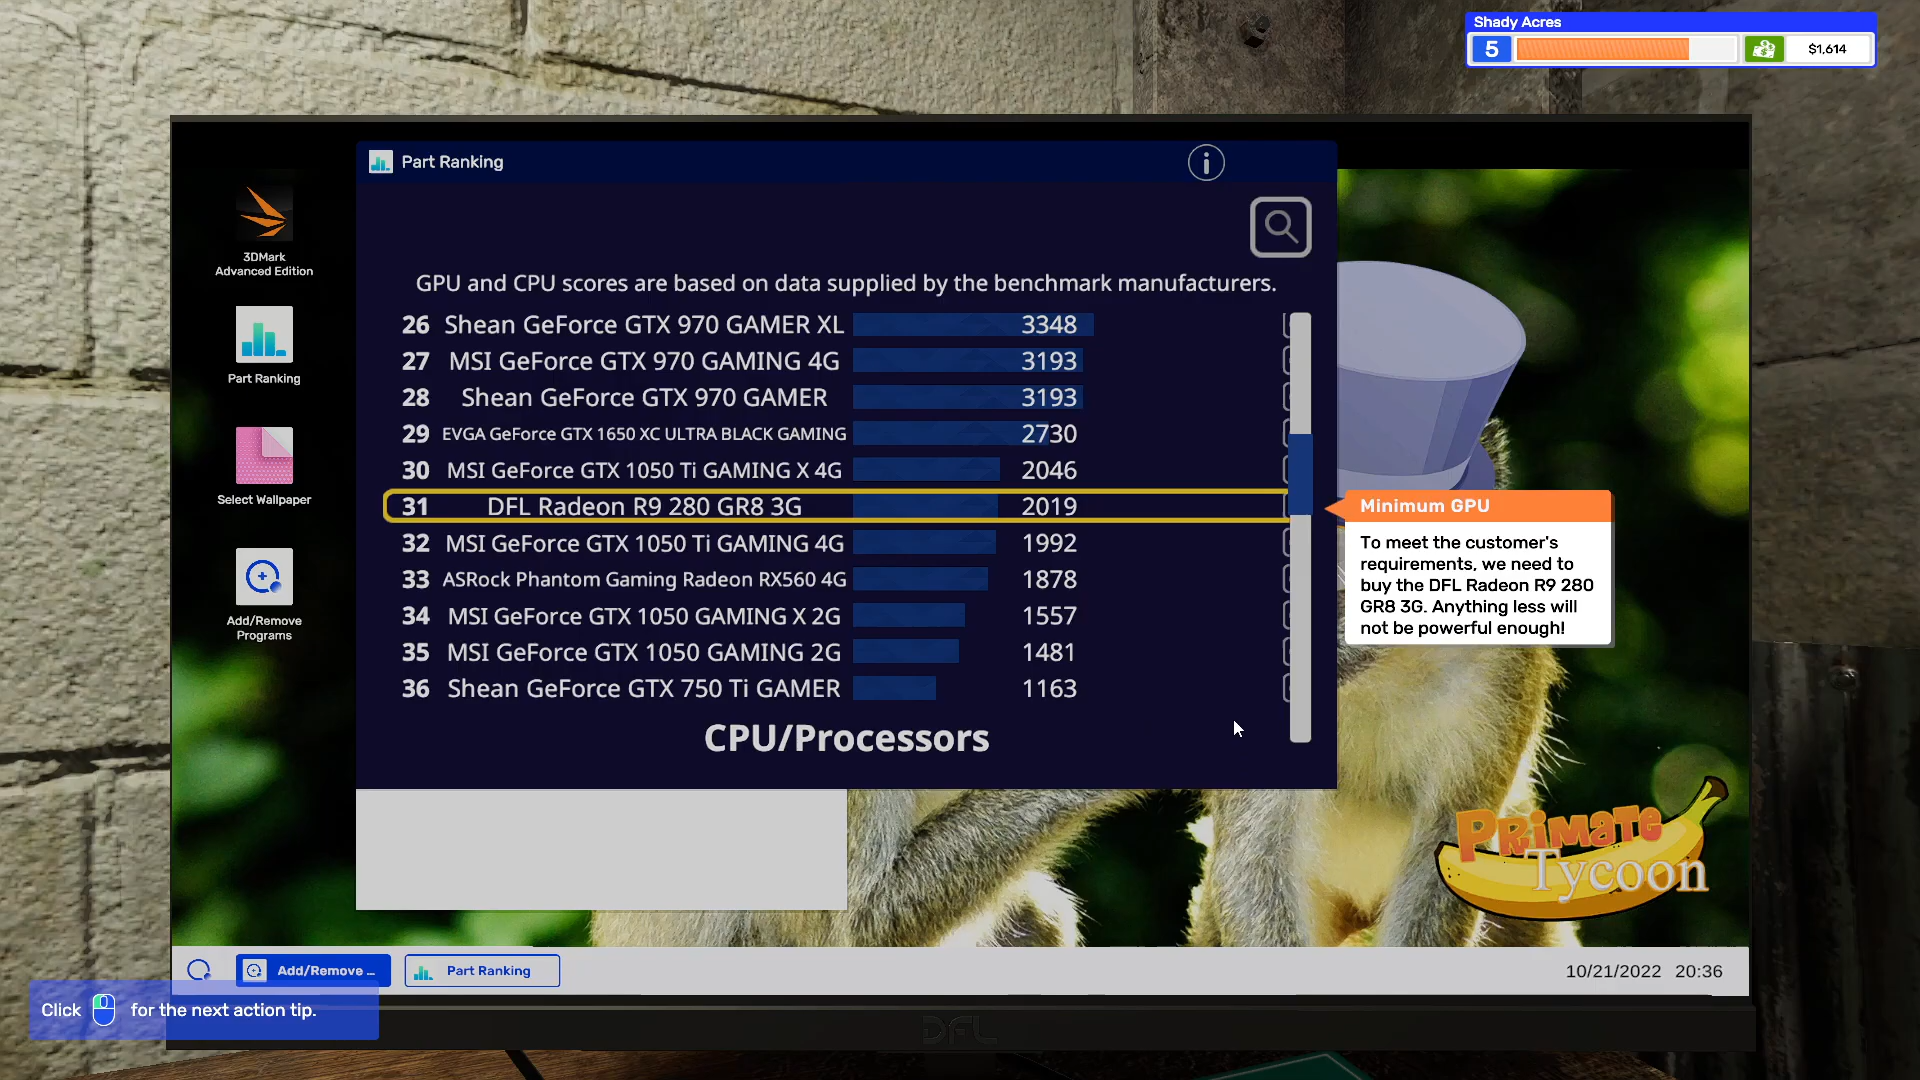 Shady Acres
5
$1,614
Part Ranking
3DMark
Advanced Edition
Part Ranking
Select Wallpaper
Add/Remove
Programs
GPU and CPU scores are based on data supplied by the benchmark manufacturers.
26 Shean GeForce GTX 970 GAMER XL 3348
27 MSI GeForce GTX 970 GAMING 4G 3193
28 Shean GeForce GTX 970 GAMER 3193
29 EVGA GeForce GTX 1650 XC ULTRA BLACK GAMING 2730
30 MSI GeForce GTX 1050 Ti GAMING X 4G 2046
31 DFL Radeon R9 280 GR8 3G 2019
32 MSI GeForce GTX 1050 Ti GAMING 4G 1992
33 ASRock Phantom Gaming Radeon RX560 4G 1878
34 MSI GeForce GTX 1050 GAMING X 2G 1557
35 MSI GeForce GTX 1050 GAMING 2G 1481
36 Shean GeForce GTX 750 Ti GAMER 1163
CPU/Processors
Minimum GPU
To meet the customer's
requirements, we need to
buy the DFL Radeon R9 280
GR8 3G. Anything less will
not be powerful enough!
PRiMATE
Tycoon
Add/Remove ...
Part Ranking
10/21/2022 20:36
Click for the next action tip.
DFL